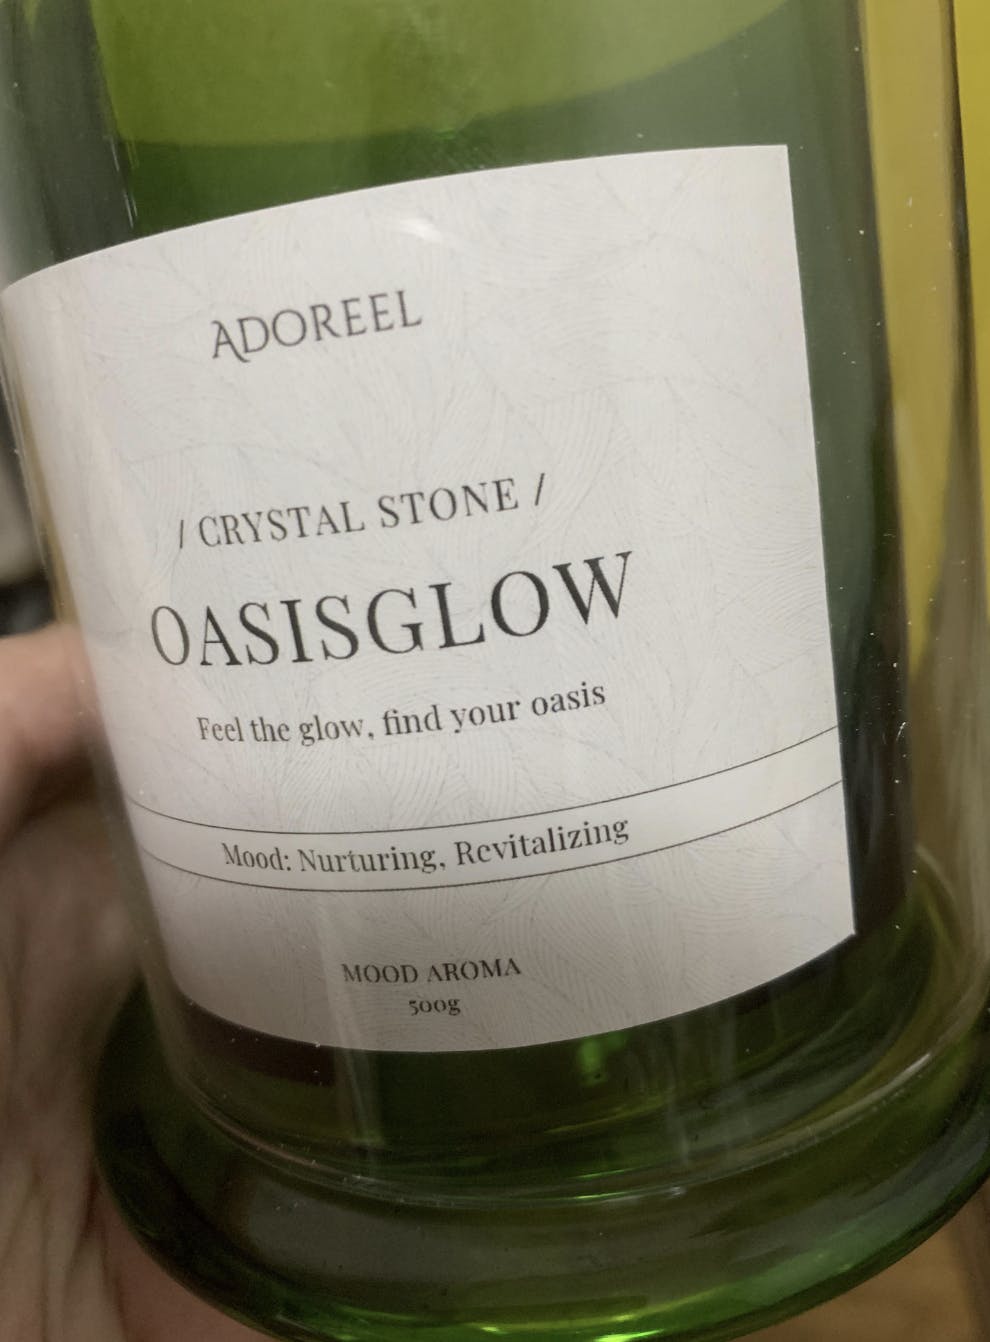 ADOREEL
/ CRYSTAL STONE /
OASISGLOW
Feel the glow, find your oasis
Mood: Nurturing, Revitalizing
MOOD AROMA
500g